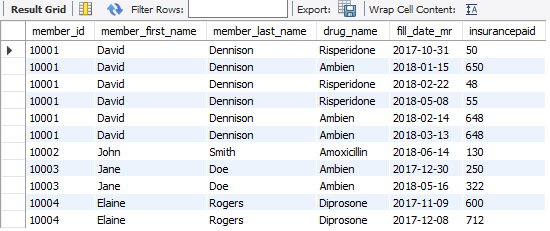 Result Grid Filter Rows: Export: Wrap Cell Content:
member_id member_first_name member_last_name drug_name fill_date_mr insurancepaid
10001 David Dennison Risperidone 2017-10-31 50
10001 David Dennison Ambien 2018-01-15 650
10001 David Dennison Risperidone 2018-02-22 48
10001 David Dennison Risperidone 2018-05-08 55
10001 David Dennison Ambien 2018-02-14 648
10001 David Dennison Ambien 2018-03-13 648
10002 John Smith Amoxicillin 2018-06-14 130
10003 Jane Doe Ambien 2017-12-30 250
10003 Jane Doe Ambien 2018-05-16 322
10004 Elaine Rogers Diprosone 2017-11-09 600
10004 Elaine Rogers Diprosone 2017-12-08 712